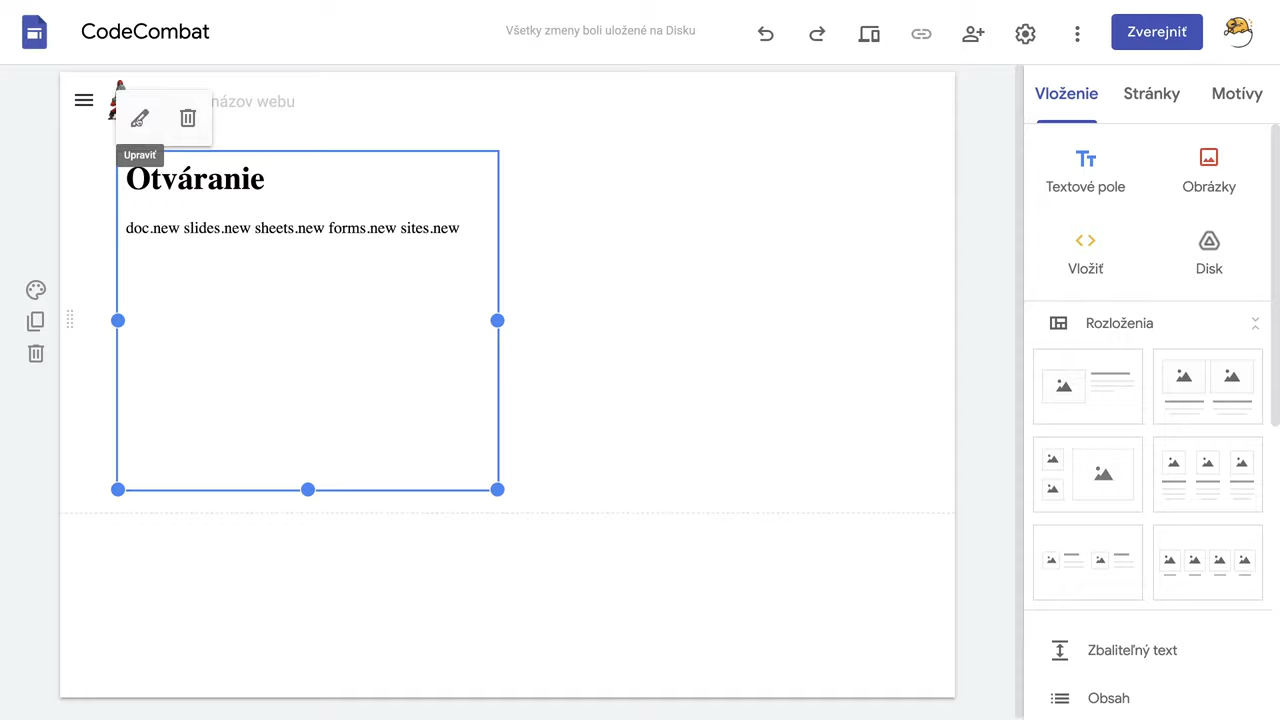 CodeCombat
Všetky zmeny boli uložené na Disku
Zverejniť
názov webu
Upraviť
Otváranie
doc.new slides.new sheets.new forms.new sites.new
Vloženie
Stránky
Motívy
Textové pole
Obrázky
Vložiť
Disk
Rozloženia
Zbaliteľný text
Obsah